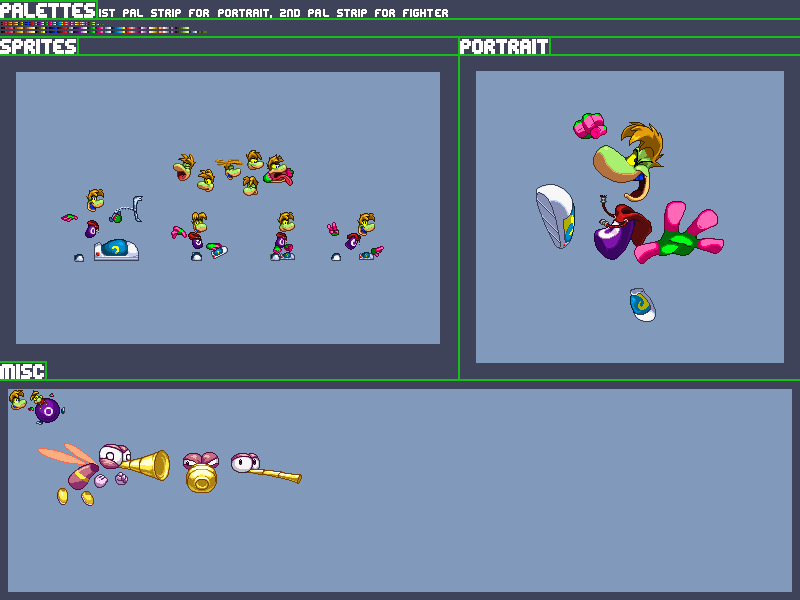 PALETTES 1ST PAL STRIP FOR PORTRAIT, 2ND PAL STRIP FOR FIGHTER
SPRITES
PORTRAIT
MISC